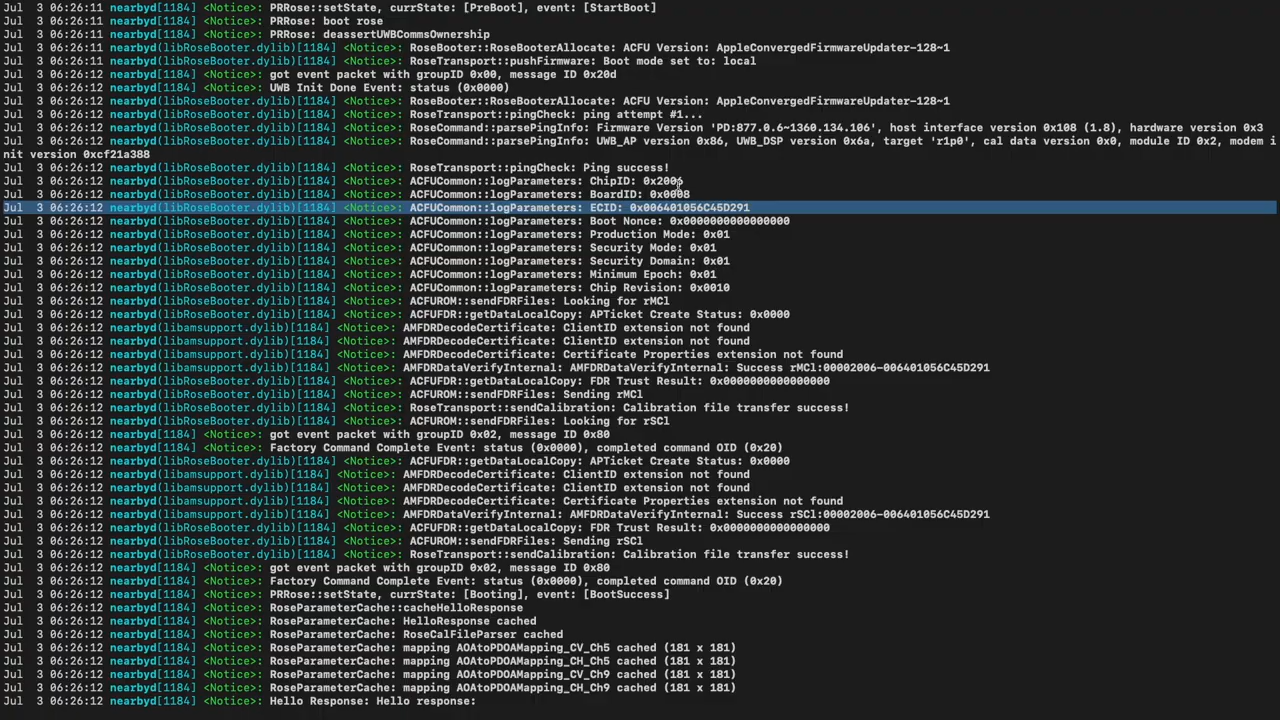 Jul  3 06:26:11 nearbyd[1184] <Notice>: PRRose::setState, currState: [PreBoot], event: [StartBoot]
Jul  3 06:26:11 nearbyd[1184] <Notice>: PRRose: boot rose
Jul  3 06:26:11 nearbyd[1184] <Notice>: PRRose: deassertUWBCommsOwnership
Jul  3 06:26:11 nearbyd(libRoseBooter.dylib)[1184] <Notice>: RoseBooter::RoseBooterAllocate: ACFU Version: AppleConvergedFirmwareUpdater-128~1
Jul  3 06:26:11 nearbyd(libRoseBooter.dylib)[1184] <Notice>: RoseTransport::pushFirmware: Boot mode set to: local
Jul  3 06:26:12 nearbyd[1184] <Notice>: got event packet with groupID 0x00, message ID 0x20d
Jul  3 06:26:12 nearbyd[1184] <Notice>: UWB Init Done Event: status (0x0000)
Jul  3 06:26:12 nearbyd(libRoseBooter.dylib)[1184] <Notice>: RoseBooter::RoseBooterAllocate: ACFU Version: AppleConvergedFirmwareUpdater-128~1
Jul  3 06:26:12 nearbyd(libRoseBooter.dylib)[1184] <Notice>: RoseTransport::pingCheck: ping attempt #1...
Jul  3 06:26:12 nearbyd(libRoseBooter.dylib)[1184] <Notice>: RoseCommand::parsePingInfo: Firmware Version 'PD:877.0.6~1360.134.106', host interface version 0x108 (1.8), hardware version 0x3
Jul  3 06:26:12 nearbyd(libRoseBooter.dylib)[1184] <Notice>: RoseCommand::parsePingInfo: UWB_AP version 0x86, UWB_DSP version 0x6a, target 'r1p0', cal data version 0x0, module ID 0x2, modem i
nit version 0xcf21a388
Jul  3 06:26:12 nearbyd(libRoseBooter.dylib)[1184] <Notice>: RoseTransport::pingCheck: Ping success!
Jul  3 06:26:12 nearbyd(libRoseBooter.dylib)[1184] <Notice>: ACFUCommon::logParameters: ChipID: 0x2006
Jul  3 06:26:12 nearbyd(libRoseBooter.dylib)[1184] <Notice>: ACFUCommon::logParameters: BoardID: 0x0008
Jul  3 06:26:12 nearbyd(libRoseBooter.dylib)[1184] <Notice>: ACFUCommon::logParameters: ECID: 0x006401056C45D291
Jul  3 06:26:12 nearbyd(libRoseBooter.dylib)[1184] <Notice>: ACFUCommon::logParameters: Boot Nonce: 0x0000000000000000
Jul  3 06:26:12 nearbyd(libRoseBooter.dylib)[1184] <Notice>: ACFUCommon::logParameters: Production Mode: 0x01
Jul  3 06:26:12 nearbyd(libRoseBooter.dylib)[1184] <Notice>: ACFUCommon::logParameters: Security Mode: 0x01
Jul  3 06:26:12 nearbyd(libRoseBooter.dylib)[1184] <Notice>: ACFUCommon::logParameters: Security Domain: 0x01
Jul  3 06:26:12 nearbyd(libRoseBooter.dylib)[1184] <Notice>: ACFUCommon::logParameters: Minimum Epoch: 0x01
Jul  3 06:26:12 nearbyd(libRoseBooter.dylib)[1184] <Notice>: ACFUCommon::logParameters: Chip Revision: 0x0010
Jul  3 06:26:12 nearbyd(libRoseBooter.dylib)[1184] <Notice>: ACFUROM::sendFDRFiles: Looking for rMCl
Jul  3 06:26:12 nearbyd(libRoseBooter.dylib)[1184] <Notice>: ACFUFDR::getDataLocalCopy: APTicket Create Status: 0x0000
Jul  3 06:26:12 nearbyd(libamsupport.dylib)[1184] <Notice>: AMFDRDecodeCertificate: ClientID extension not found
Jul  3 06:26:12 nearbyd(libamsupport.dylib)[1184] <Notice>: AMFDRDecodeCertificate: ClientID extension not found
Jul  3 06:26:12 nearbyd(libamsupport.dylib)[1184] <Notice>: AMFDRDecodeCertificate: Certificate Properties extension not found
Jul  3 06:26:12 nearbyd(libamsupport.dylib)[1184] <Notice>: AMFDRDataVerifyInternal: AMFDRDataVerifyInternal: Success rMCl:00002006-006401056C45D291
Jul  3 06:26:12 nearbyd(libRoseBooter.dylib)[1184] <Notice>: ACFUFDR::getDataLocalCopy: FDR Trust Result: 0x0000000000000000
Jul  3 06:26:12 nearbyd(libRoseBooter.dylib)[1184] <Notice>: ACFUROM::sendFDRFiles: Sending rMCl
Jul  3 06:26:12 nearbyd(libRoseBooter.dylib)[1184] <Notice>: RoseTransport::sendCalibration: Calibration file transfer success!
Jul  3 06:26:12 nearbyd(libRoseBooter.dylib)[1184] <Notice>: ACFUROM::sendFDRFiles: Looking for rSCl
Jul  3 06:26:12 nearbyd[1184] <Notice>: got event packet with groupID 0x02, message ID 0x80
Jul  3 06:26:12 nearbyd[1184] <Notice>: Factory Command Complete Event: status (0x0000), completed command OID (0x20)
Jul  3 06:26:12 nearbyd(libRoseBooter.dylib)[1184] <Notice>: ACFUFDR::getDataLocalCopy: APTicket Create Status: 0x0000
Jul  3 06:26:12 nearbyd(libamsupport.dylib)[1184] <Notice>: AMFDRDecodeCertificate: ClientID extension not found
Jul  3 06:26:12 nearbyd(libamsupport.dylib)[1184] <Notice>: AMFDRDecodeCertificate: ClientID extension not found
Jul  3 06:26:12 nearbyd(libamsupport.dylib)[1184] <Notice>: AMFDRDecodeCertificate: Certificate Properties extension not found
Jul  3 06:26:12 nearbyd(libamsupport.dylib)[1184] <Notice>: AMFDRDataVerifyInternal: AMFDRDataVerifyInternal: Success rSCl:00002006-006401056C45D291
Jul  3 06:26:12 nearbyd(libRoseBooter.dylib)[1184] <Notice>: ACFUFDR::getDataLocalCopy: FDR Trust Result: 0x0000000000000000
Jul  3 06:26:12 nearbyd(libRoseBooter.dylib)[1184] <Notice>: ACFUROM::sendFDRFiles: Sending rSCl
Jul  3 06:26:12 nearbyd(libRoseBooter.dylib)[1184] <Notice>: RoseTransport::sendCalibration: Calibration file transfer success!
Jul  3 06:26:12 nearbyd[1184] <Notice>: got event packet with groupID 0x02, message ID 0x80
Jul  3 06:26:12 nearbyd[1184] <Notice>: Factory Command Complete Event: status (0x0000), completed command OID (0x20)
Jul  3 06:26:12 nearbyd[1184] <Notice>: PRRose::setState, currState: [Booting], event: [BootSuccess]
Jul  3 06:26:12 nearbyd[1184] <Notice>: RoseParameterCache::cacheHelloResponse
Jul  3 06:26:12 nearbyd[1184] <Notice>: RoseParameterCache: HelloResponse cached
Jul  3 06:26:12 nearbyd[1184] <Notice>: RoseParameterCache: RoseCalFileParser cached
Jul  3 06:26:12 nearbyd[1184] <Notice>: RoseParameterCache: mapping AOAtoPDOAMapping_CV_Ch5 cached (181 x 181)
Jul  3 06:26:12 nearbyd[1184] <Notice>: RoseParameterCache: mapping AOAtoPDOAMapping_CH_Ch5 cached (181 x 181)
Jul  3 06:26:12 nearbyd[1184] <Notice>: RoseParameterCache: mapping AOAtoPDOAMapping_CV_Ch9 cached (181 x 181)
Jul  3 06:26:12 nearbyd[1184] <Notice>: RoseParameterCache: mapping AOAtoPDOAMapping_CH_Ch9 cached (181 x 181)
Jul  3 06:26:12 nearbyd[1184] <Notice>: Hello Response: Hello response: